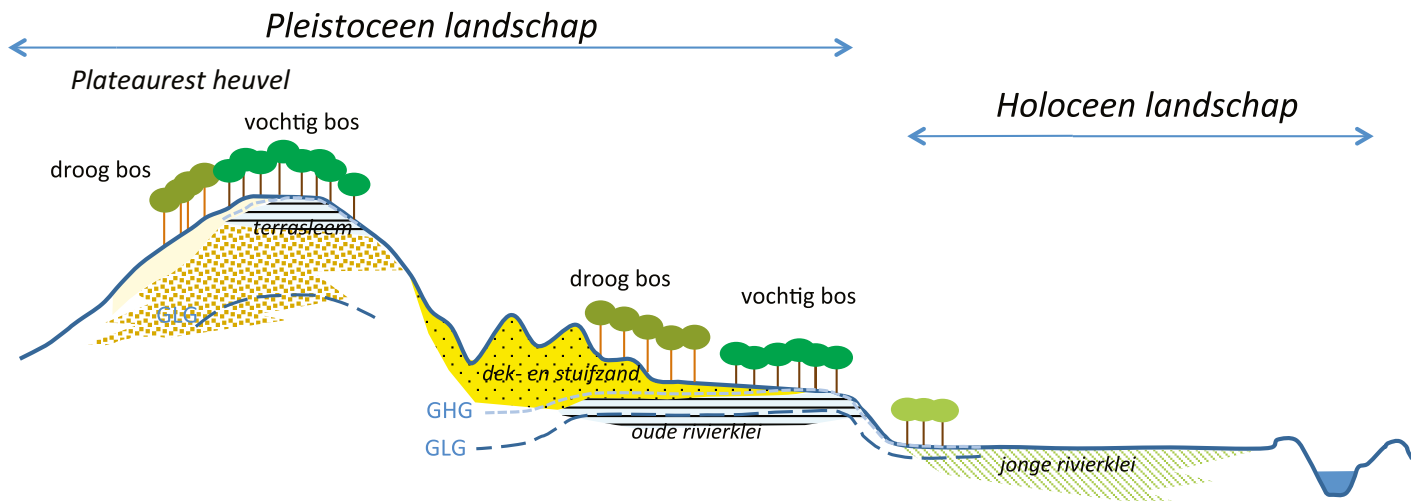 Pleistoceen landschap
Plateaurest heuvel
Holoceen landschap
vochtig bos
droog bos
terrasleem
GLG
droog bos
vochtig bos
dek- en stuifzand
GHG
oude rivierklei
GLG
jonge rivierklei